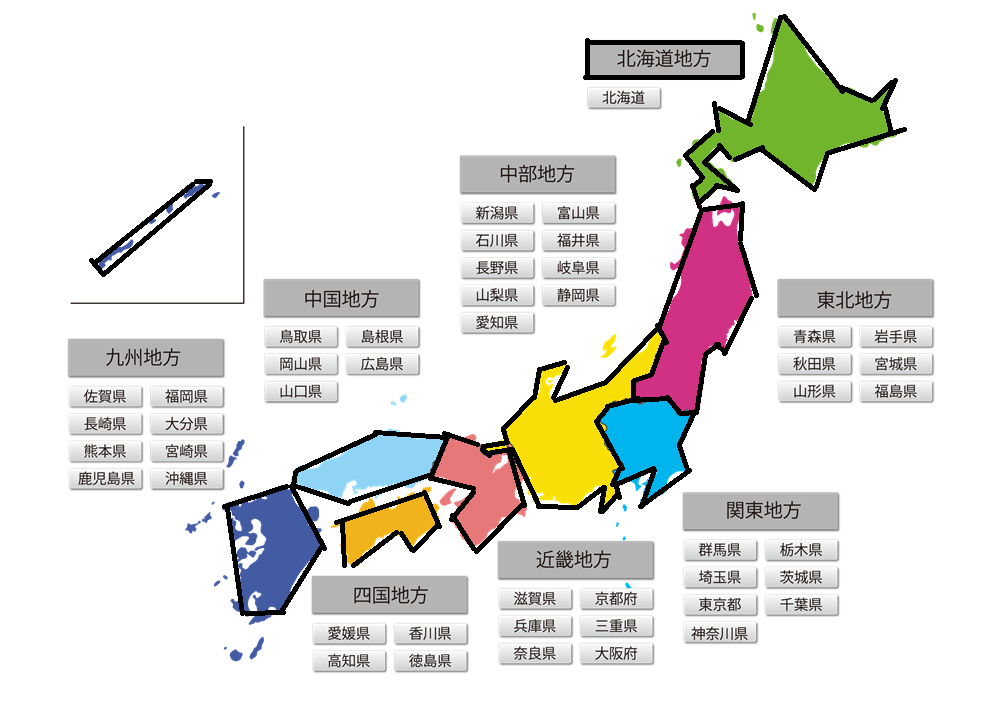 北海道地方
北海道
中部地方
新潟県 富山県
石川県 福井県
長野県 岐阜県
山梨県 静岡県
愛知県
中国地方
鳥取県 島根県
岡山県 広島県
山口県
東北地方
青森県 岩手県
秋田県 宮城県
山形県 福島県
九州地方
佐賀県 福岡県
長崎県 大分県
熊本県 宮崎県
鹿児島県 沖縄県
関東地方
群馬県 栃木県
埼玉県 茨城県
東京都 千葉県
神奈川県
近畿地方
滋賀県 京都府
兵庫県 三重県
奈良県 大阪府
四国地方
愛媛県 香川県
高知県 徳島県